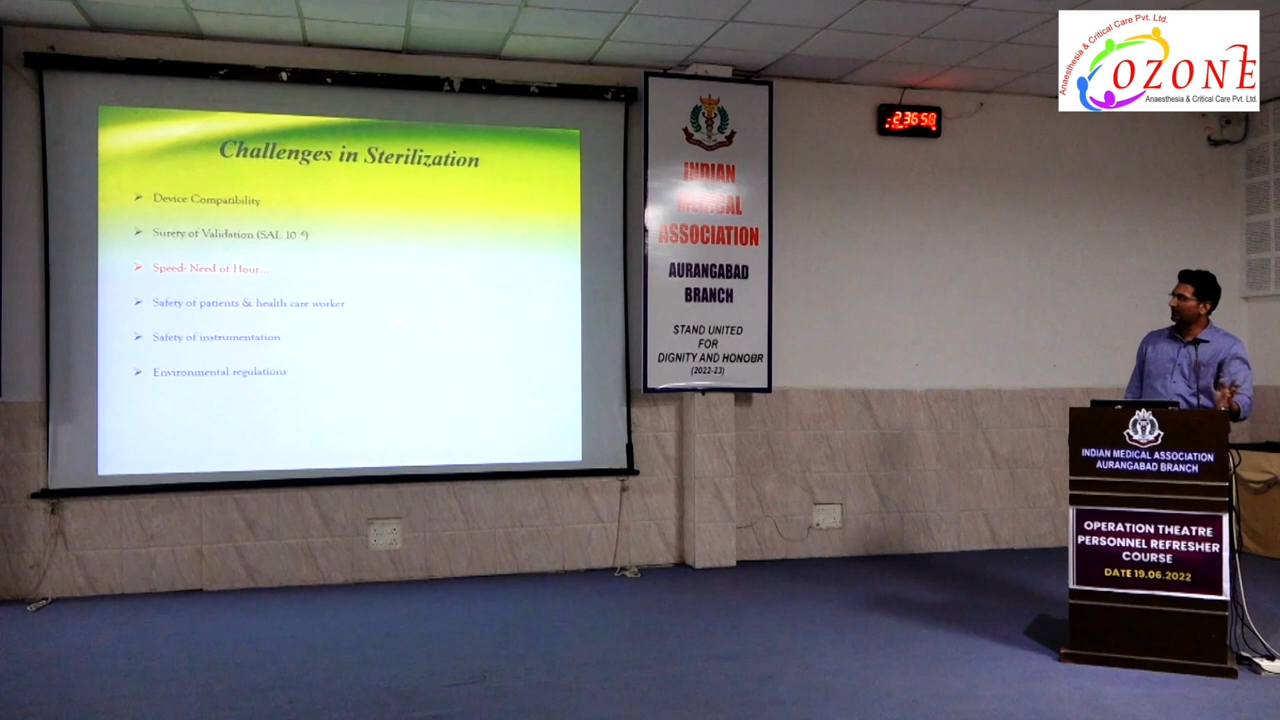 Challenges in Sterilization
➢ Device Compatibility
➢ Surety of Validation (SAL 10⁻⁶)
➢ Speed- Need of Hour...
➢ Safety of patients & health care worker
➢ Safety of instrumentation
➢ Environmental regulations
INDIAN
MEDICAL
ASSOCIATION
AURANGABAD
BRANCH
STAND UNITED
FOR
DIGNITY AND HONOUR
(2022-23)
2:36:58
Anaesthesia & Critical Care Pvt. Ltd.
OZONE
Anaesthesia & Critical Care Pvt. Ltd.
INDIAN MEDICAL ASSOCIATION
AURANGABAD BRANCH
OPERATION THEATRE
PERSONNEL REFRESHER
COURSE
DATE 19.06.2022